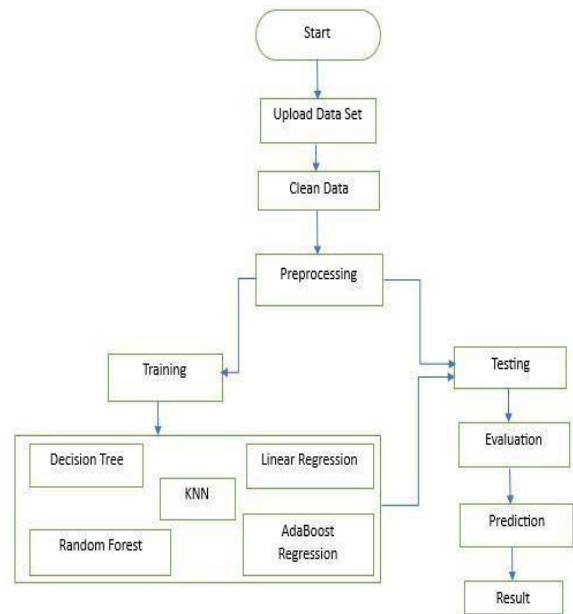 Start
Upload Data Set
Clean Data
Preprocessing
Training
Testing
Decision Tree
Linear Regression
KNN
Random Forest
AdaBoost
Regression
Evaluation
Prediction
Result